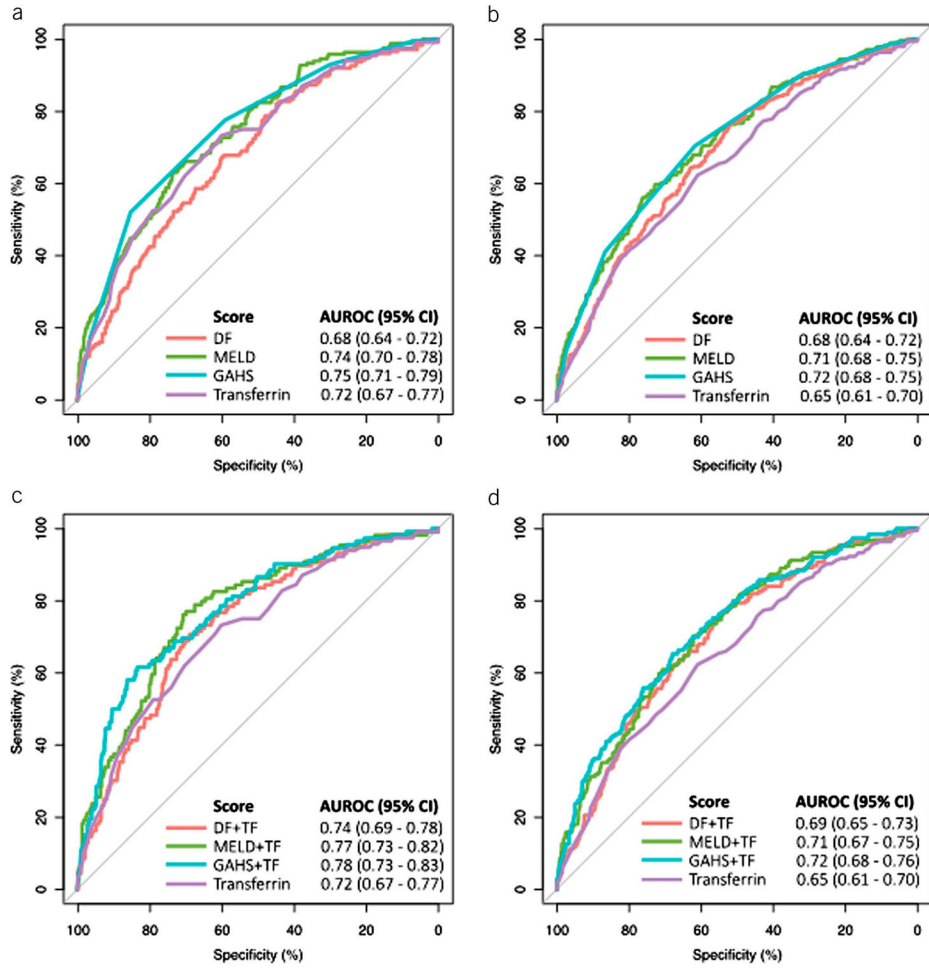 a
100
80
60
40
20
0
Sensitivity (%)
Score AUROC (95% CI)
DF 0.68 (0.64 - 0.72)
MELD 0.74 (0.70 - 0.78)
GAHS 0.75 (0.71 - 0.79)
Transferrin 0.72 (0.67 - 0.77)
100 80 60 40 20 0
Specificity (%)
b
100
80
60
40
20
0
Sensitivity (%)
Score AUROC (95% CI)
DF 0.68 (0.64 - 0.72)
MELD 0.71 (0.68 - 0.75)
GAHS 0.72 (0.68 - 0.75)
Transferrin 0.65 (0.61 - 0.70)
100 80 60 40 20 0
Specificity (%)
c
100
80
60
40
20
0
Sensitivity (%)
Score AUROC (95% CI)
DF+TF 0.74 (0.69 - 0.78)
MELD+TF 0.77 (0.73 - 0.82)
GAHS+TF 0.78 (0.73 - 0.83)
Transferrin 0.72 (0.67 - 0.77)
100 80 60 40 20 0
Specificity (%)
d
100
80
60
40
20
0
Sensitivity (%)
Score AUROC (95% CI)
DF+TF 0.69 (0.65 - 0.73)
MELD+TF 0.71 (0.67 - 0.75)
GAHS+TF 0.72 (0.68 - 0.76)
Transferrin 0.65 (0.61 - 0.70)
100 80 60 40 20 0
Specificity (%)